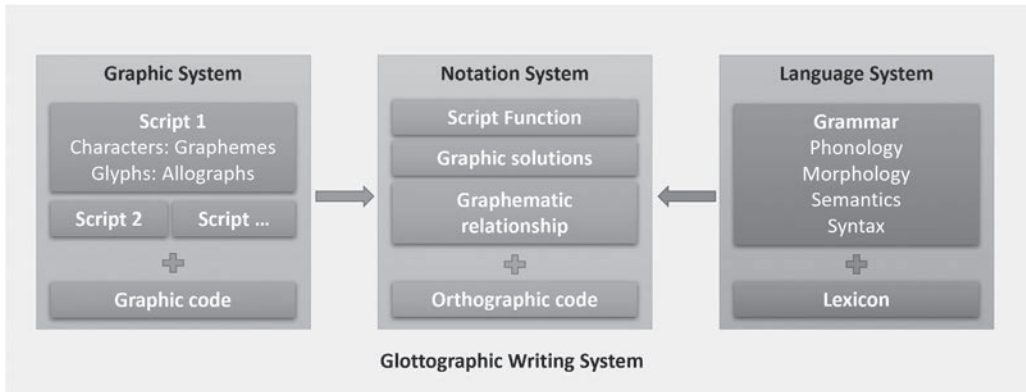 Graphic System
Script 1
Characters: Graphemes
Glyphs: Allographs
Script 2
Script ...
Graphic code
Notation System
Script Function
Graphic solutions
Graphematic
relationship
Orthographic code
Language System
Grammar
Phonology
Morphology
Semantics
Syntax
Lexicon
Glottographic Writing System